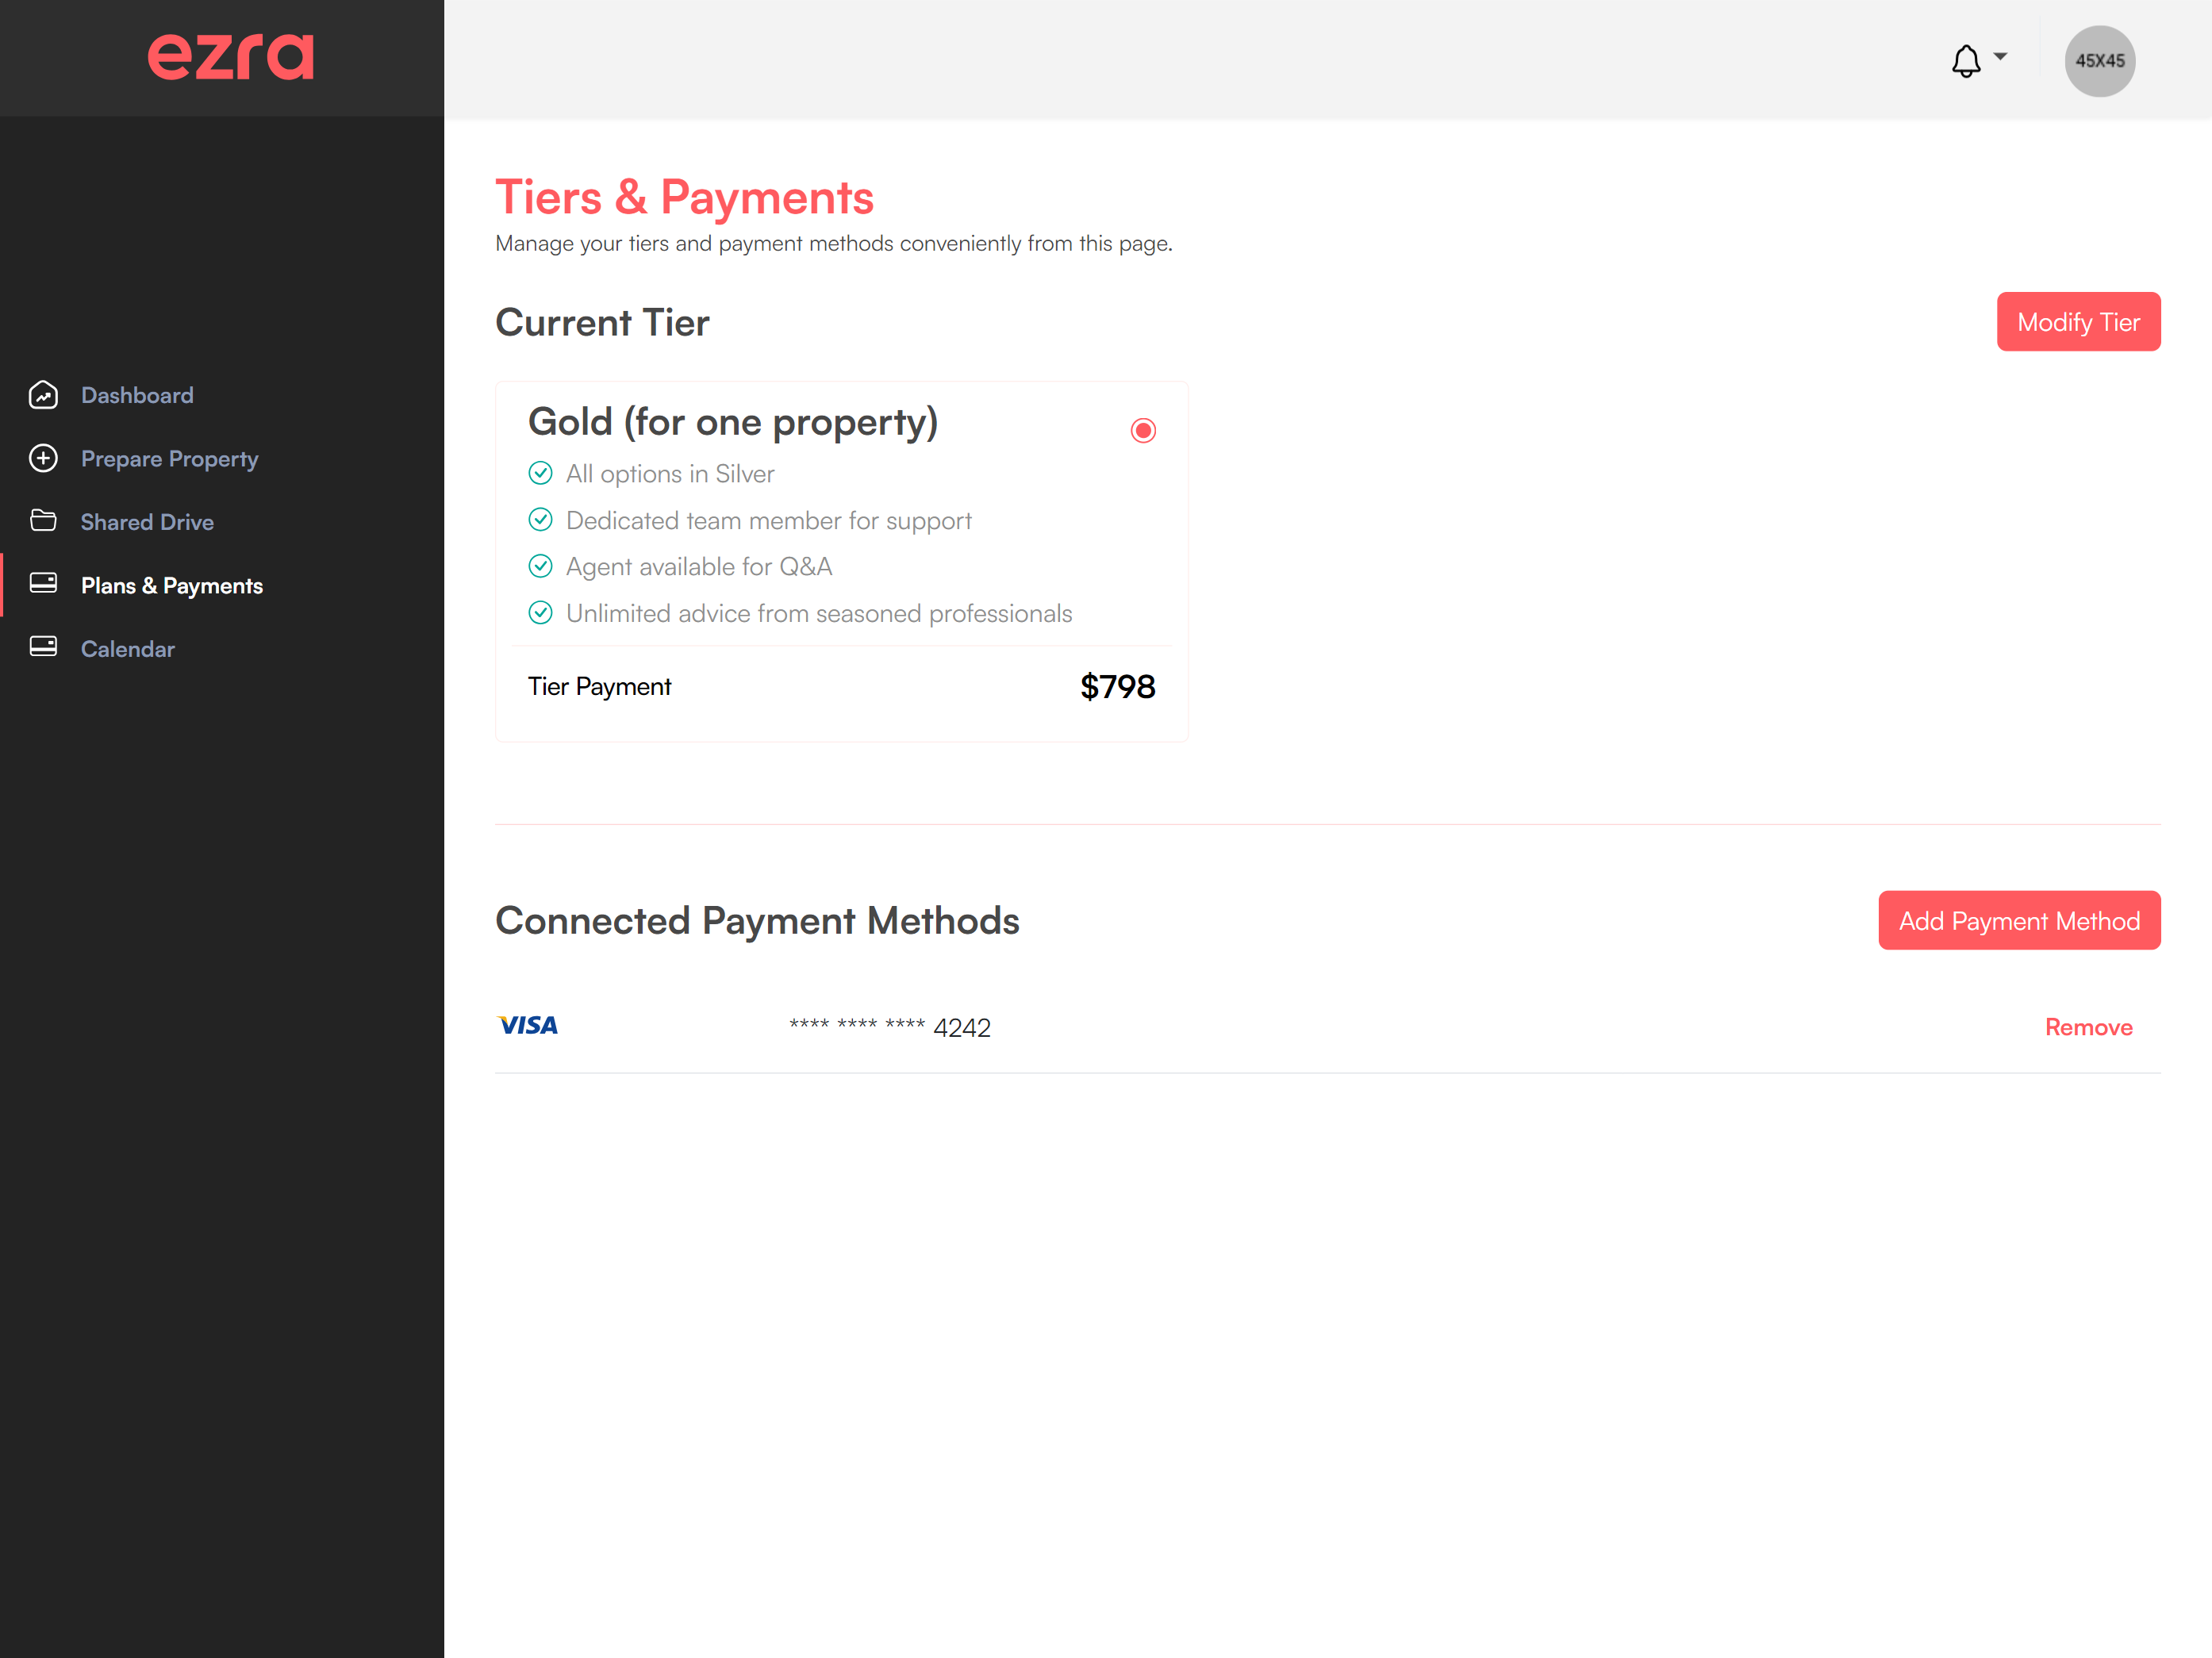 ezra
45X45
Dashboard
Prepare Property
Shared Drive
Plans & Payments
Calendar
Tiers & Payments
Manage your tiers and payment methods conveniently from this page.
Current Tier
Modify Tier
Gold (for one property)
All options in Silver
Dedicated team member for support
Agent available for Q&A
Unlimited advice from seasoned professionals
Tier Payment $798
Connected Payment Methods
Add Payment Method
VISA **** **** **** 4242 Remove